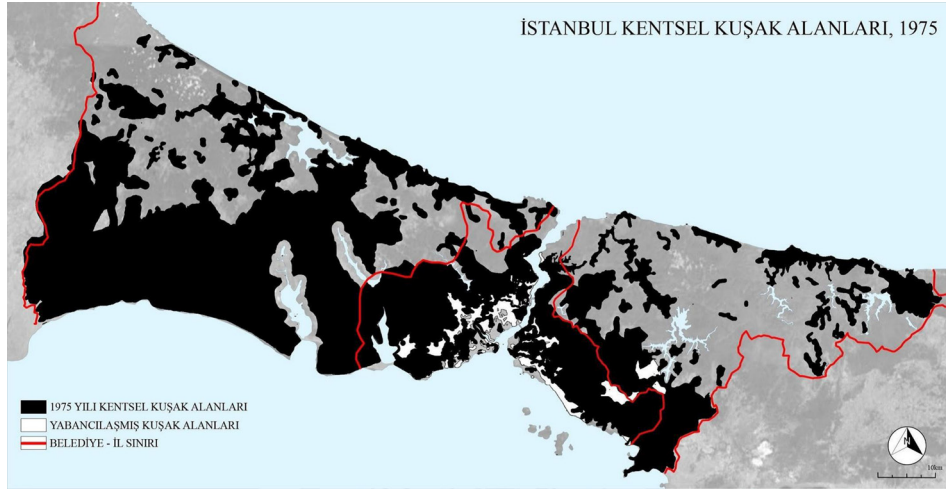 İSTANBUL KENTSEL KUŞAK ALANLARI, 1975
1975 YILI KENTSEL KUŞAK ALANLARI
YABANCILAŞMIŞ KUŞAK ALANLARI
BELEDİYE - İL SINIRI
N
10km